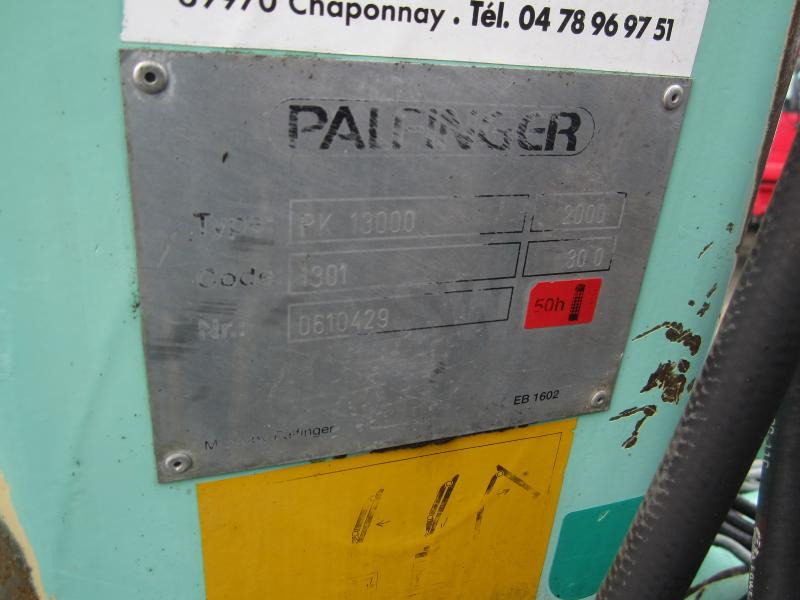 Chaponnay . Tél. 04 78 96 97 51
PALFINGER
Type: PK 13000 2000
Code: 1301 30 0
Nr.: 0610429
50h
EB 1602
Palfinger